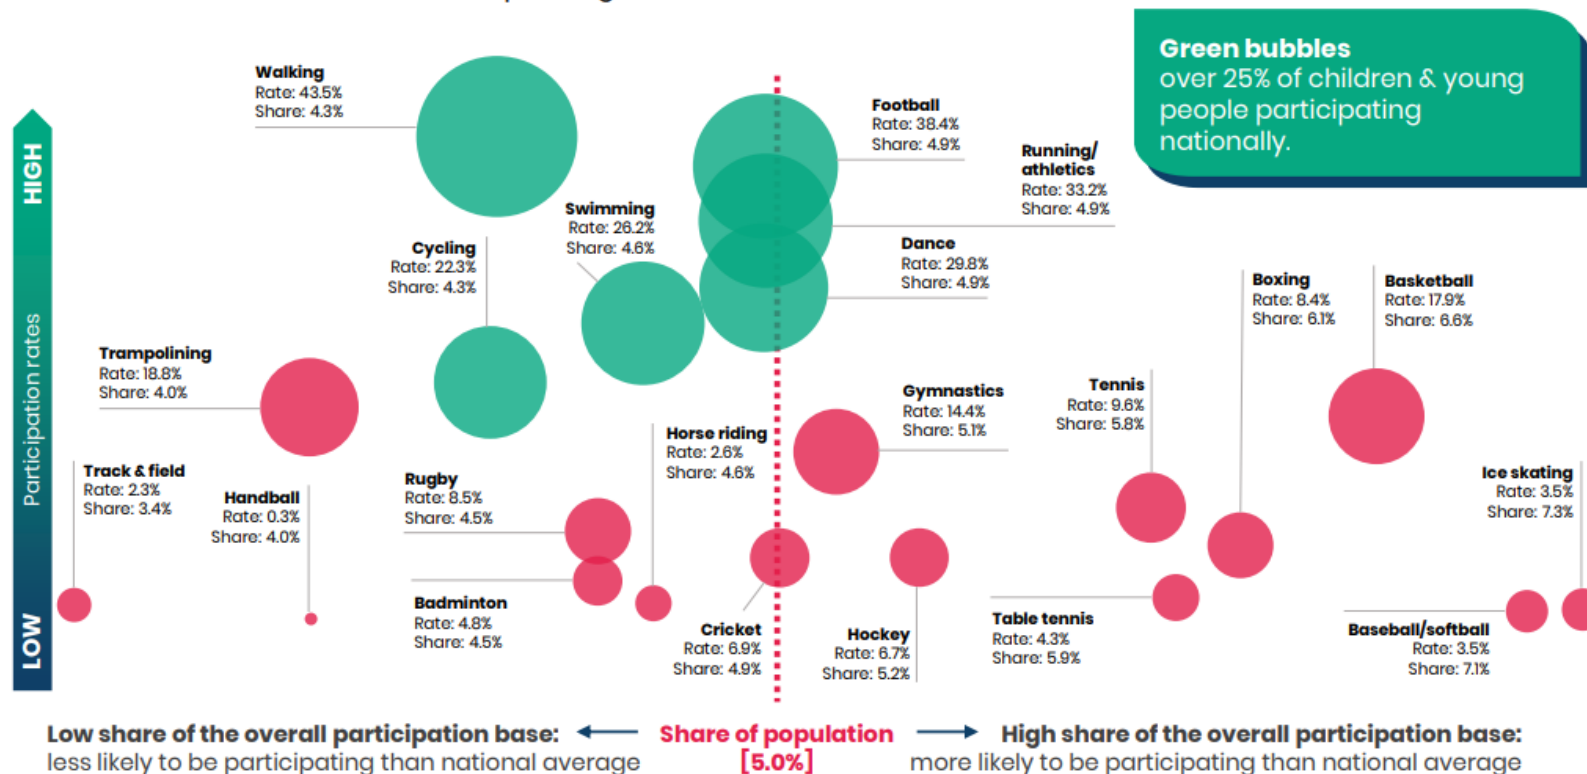 Green bubbles
over 25% of children & young
people participating
nationally.
Walking
Rate: 43.5%
Share: 4.3%
Football
Rate: 38.4%
Share: 4.9%
Running/
athletics
Rate: 33.2%
Share: 4.9%
Swimming
Rate: 26.2%
Share: 4.6%
Cycling
Rate: 22.3%
Share: 4.3%
Dance
Rate: 29.8%
Share: 4.9%
Boxing
Rate: 8.4%
Share: 6.1%
Basketball
Rate: 17.9%
Share: 6.6%
HIGH
Participation rates
LOW
Trampolining
Rate: 18.8%
Share: 4.0%
Gymnastics
Rate: 14.4%
Share: 5.1%
Tennis
Rate: 9.6%
Share: 5.8%
Horse riding
Rate: 2.6%
Share: 4.6%
Track & field
Rate: 2.3%
Share: 3.4%
Handball
Rate: 0.3%
Share: 4.0%
Rugby
Rate: 8.5%
Share: 4.5%
Ice skating
Rate: 3.5%
Share: 7.3%
Badminton
Rate: 4.8%
Share: 4.5%
Cricket
Rate: 6.9%
Share: 4.9%
Hockey
Rate: 6.7%
Share: 5.2%
Table tennis
Rate: 4.3%
Share: 5.9%
Baseball/softball
Rate: 3.5%
Share: 7.1%
Low share of the overall participation base:
less likely to be participating than national average
Share of population
[5.0%]
High share of the overall participation base:
more likely to be participating than national average